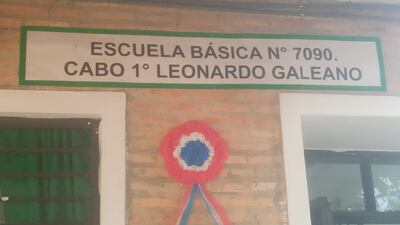 ESCUELA BÁSICA N° 7090.
CABO 1° LEONARDO GALEANO